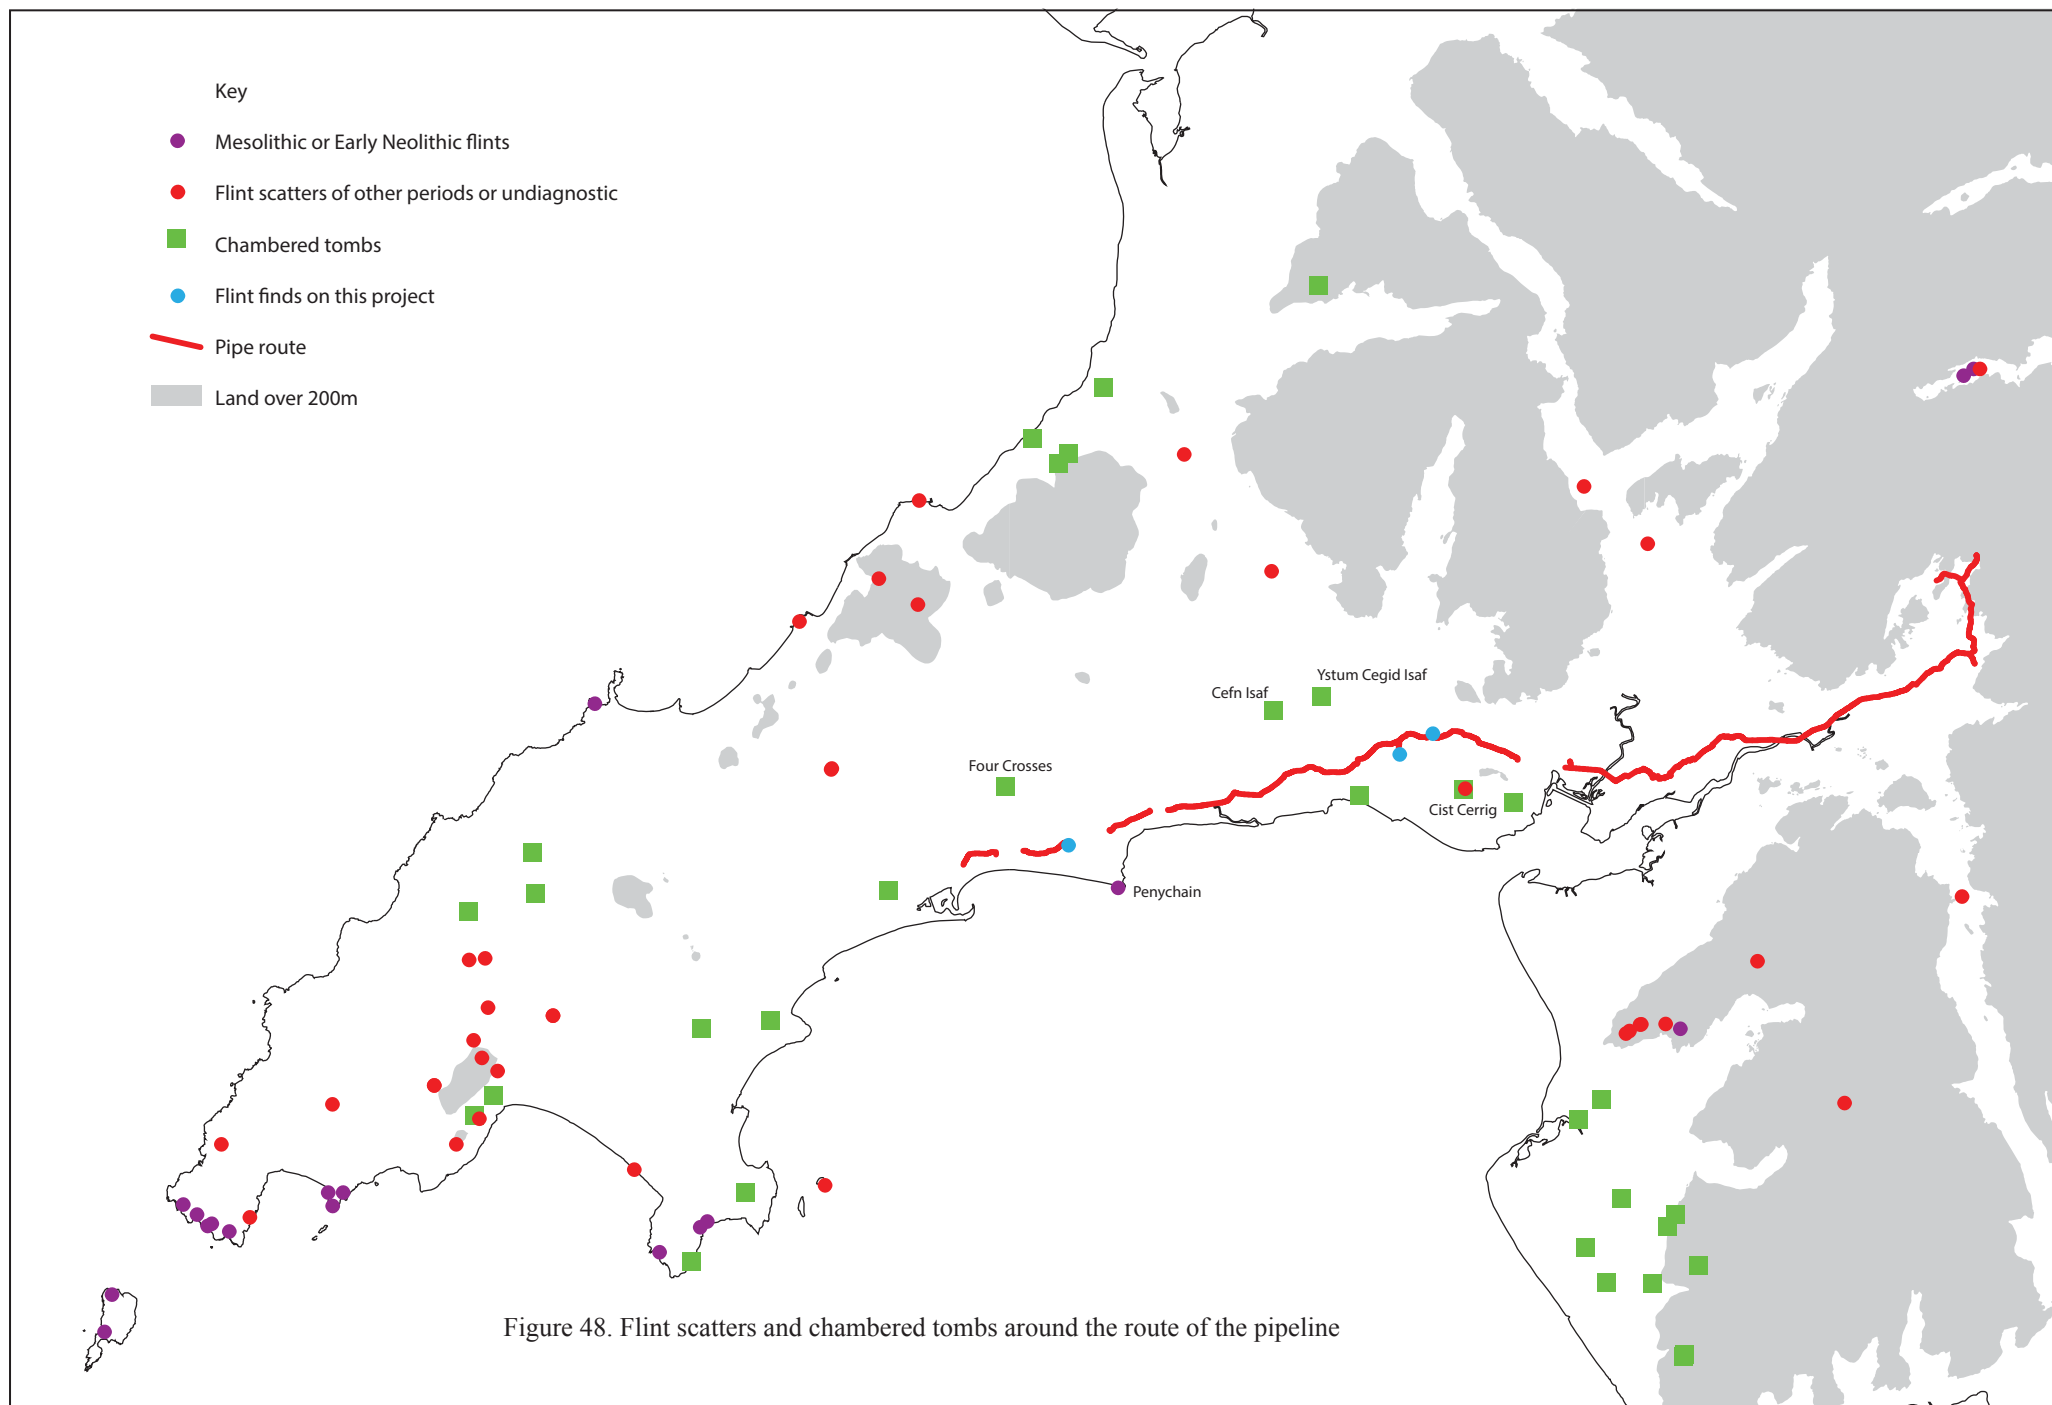 Key
Mesolithic or Early Neolithic flints
Flint scatters of other periods or undiagnostic
Chambered tombs
Flint finds on this project
Pipe route
Land over 200m
Ystum Cegid Isaf
Cefn Isaf
Four Crosses
Cist Cerrig
Penychain
Figure 48. Flint scatters and chambered tombs around the route of the pipeline